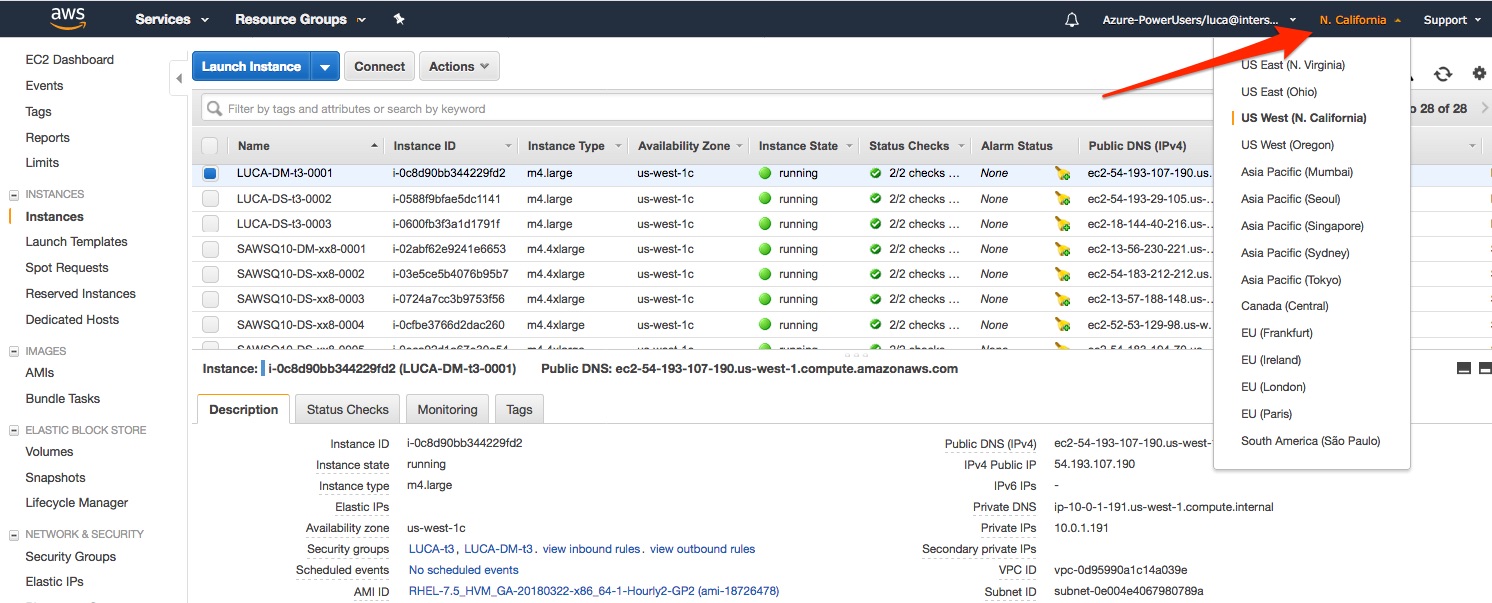 aws Services Resource Groups Azure-PowerUsers/luca@inters... N. California Support
EC2 Dashboard
Events
Tags
Reports
Limits
INSTANCES
Instances
Launch Templates
Spot Requests
Reserved Instances
Dedicated Hosts
IMAGES
AMIs
Bundle Tasks
ELASTIC BLOCK STORE
Volumes
Snapshots
Lifecycle Manager
NETWORK & SECURITY
Security Groups
Elastic IPs
Launch Instance Connect Actions
Filter by tags and attributes or search by keyword
28 of 28
Name Instance ID Instance Type Availability Zone Instance State Status Checks Alarm Status Public DNS (IPv4)
LUCA-DM-t3-0001 i-0c8d90bb344229fd2 m4.large us-west-1c running 2/2 checks ... None ec2-54-193-107-190.us.
LUCA-DS-t3-0002 i-0588f9bfae5dc1141 m4.large us-west-1c running 2/2 checks ... None ec2-54-193-29-105.us-..
LUCA-DS-t3-0003 i-0600fb3f3a1d1791f m4.large us-west-1c running 2/2 checks ... None ec2-18-144-40-216.us-..
SAWSQ10-DM-xx8-0001 i-02abf62e9241e6653 m4.4xlarge us-west-1c running 2/2 checks ... None ec2-13-56-230-221.us-..
SAWSQ10-DS-xx8-0002 i-03e5ce5b4076b95b7 m4.4xlarge us-west-1c running 2/2 checks ... None ec2-54-183-212-212.us.
SAWSQ10-DS-xx8-0003 i-0724a7cc3b9753f56 m4.4xlarge us-west-1c running 2/2 checks ... None ec2-13-57-188-148.us-..
SAWSQ10-DS-xx8-0004 i-0cfbe3766d2dac260 m4.4xlarge us-west-1c running 2/2 checks ... None ec2-52-53-129-98.us-w.
US East (N. Virginia)
US East (Ohio)
US West (N. California)
US West (Oregon)
Asia Pacific (Mumbai)
Asia Pacific (Seoul)
Asia Pacific (Singapore)
Asia Pacific (Sydney)
Asia Pacific (Tokyo)
Canada (Central)
EU (Frankfurt)
EU (Ireland)
EU (London)
EU (Paris)
South America (São Paulo)
Instance: i-0c8d90bb344229fd2 (LUCA-DM-t3-0001) Public DNS: ec2-54-193-107-190.us-west-1.compute.amazonaws.com
Description Status Checks Monitoring Tags
Instance ID i-0c8d90bb344229fd2
Instance state running
Instance type m4.large
Elastic IPs
Availability zone us-west-1c
Security groups LUCA-t3, LUCA-DM-t3. view inbound rules. view outbound rules
Scheduled events No scheduled events
AMI ID RHEL-7.5_HVM_GA-20180322-x86_64-1-Hourly2-GP2 (ami-18726478)
Public DNS (IPv4) ec2-54-193-107-190.us-west-
IPv4 Public IP 54.193.107.190
IPv6 IPs -
Private DNS ip-10-0-1-191.us-west-1.compute.internal
Private IPs 10.0.1.191
Secondary private IPs
VPC ID vpc-0d95990a1c14a039e
Subnet ID subnet-0e004e4067980789a